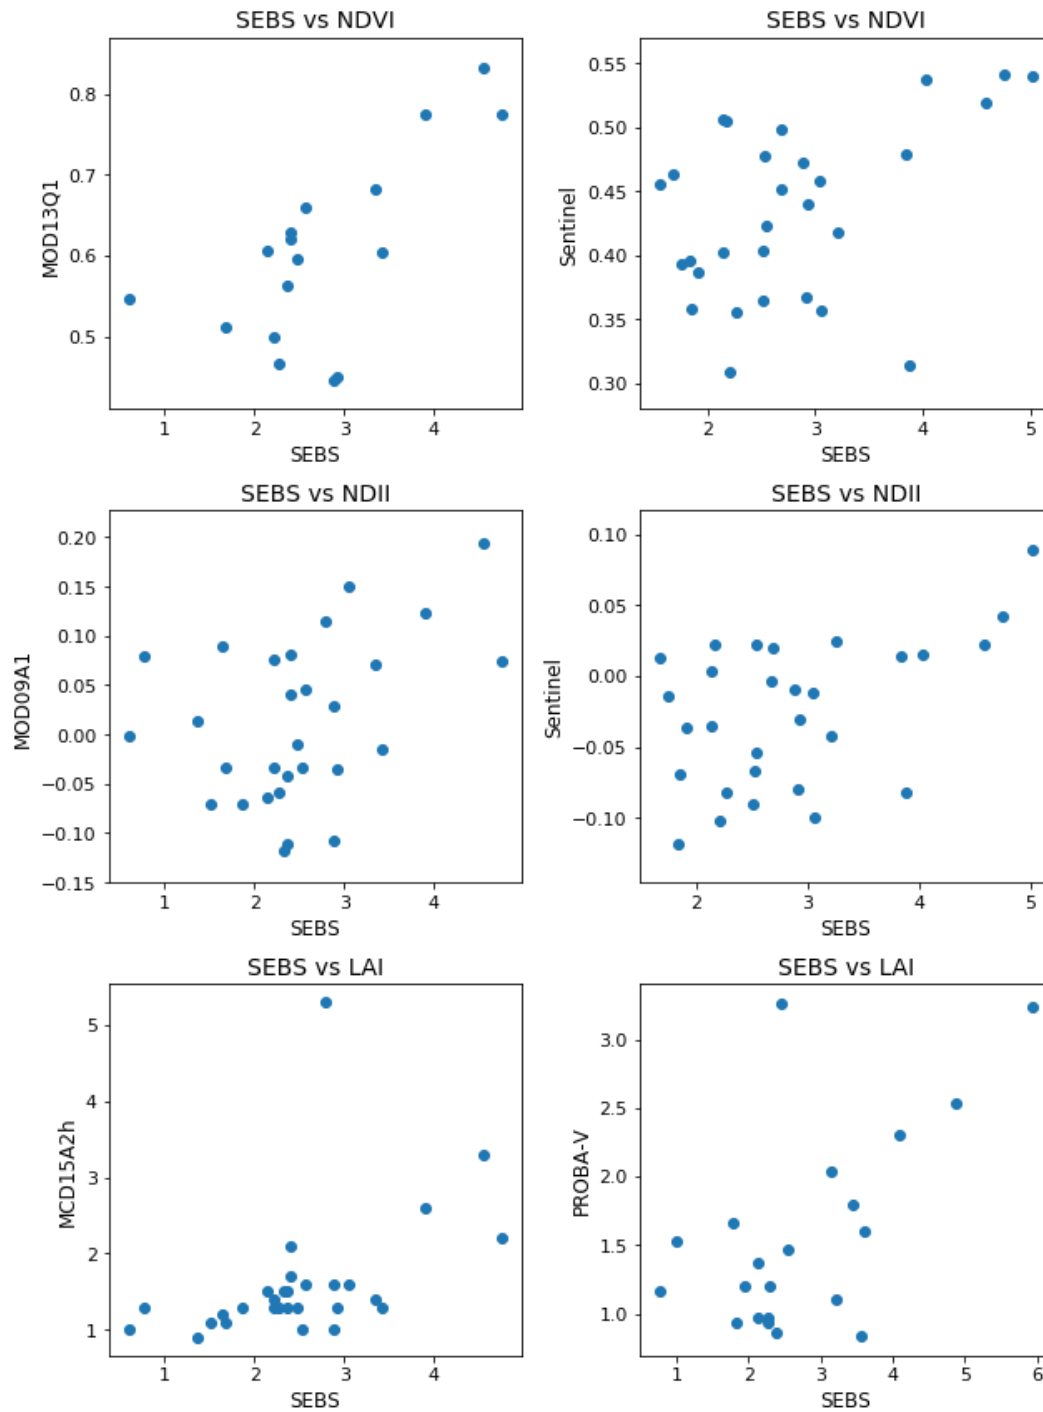 SEBS vs NDVI
SEBS vs NDVI
0.8
0.7
0.6
0.5
MOD13Q1
1 2 3 4
SEBS
0.55
0.50
0.45
0.40
0.35
0.30
Sentinel
2 3 4 5
SEBS
SEBS vs NDII
SEBS vs NDII
0.20
0.15
0.10
0.05
0.00
−0.05
−0.10
−0.15
MOD09A1
1 2 3 4
SEBS
0.10
0.05
0.00
−0.05
−0.10
Sentinel
2 3 4 5
SEBS
SEBS vs LAI
SEBS vs LAI
5
4
3
2
1
MCD15A2h
1 2 3 4
SEBS
3.0
2.5
2.0
1.5
1.0
PROBA-V
1 2 3 4 5 6
SEBS